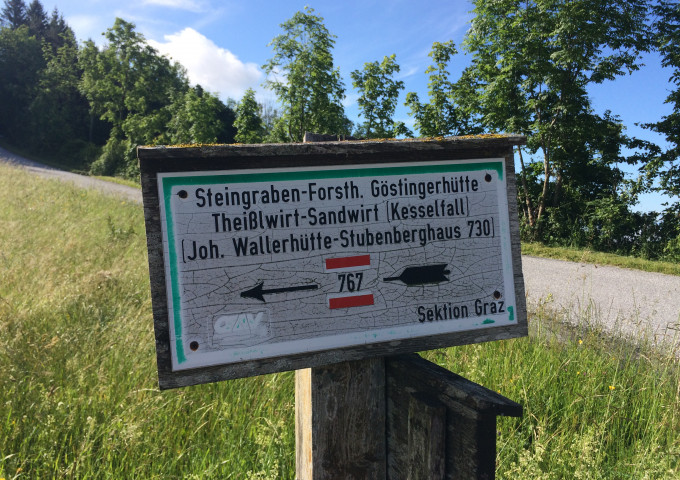 Steingraben-Forsth. Göstingerhütte
Theißlwirt-Sandwirt (Kesselfall)
(Joh. Wallerhütte-Stubenberghaus 730)
767
Sektion Graz